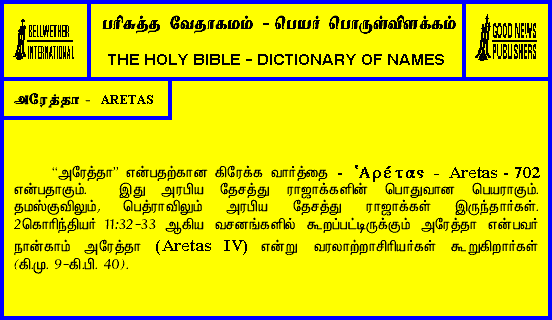 BELLWETHER
INTERNATIONAL
பரிசுத்த வேதாகமம் - பெயர் பொருள்விளக்கம்
THE HOLY BIBLE - DICTIONARY OF NAMES
GOOD NEWS
PUBLISHERS
அரேத்தா - ARETAS
“அரேத்தா” என்பதற்கான கிரேக்க வார்த்தை - Ἁρέτας - Aretas - 702
என்பதாகும். இது அரபிய தேசத்து ராஜாக்களின் பொதுவான பெயராகும்.
தமஸ்குவிலும், பெத்ராவிலும் அரபிய தேசத்து ராஜாக்கள் இருந்தார்கள்.
2கொரிந்தியர் 11:32-33 ஆகிய வசனங்களில் கூறப்பட்டிருக்கும் அரேத்தா என்பவர்
நான்காம் அரேத்தா (Aretas IV) என்று வரலாற்றாசிரியர்கள் கூறுகிறார்கள்
(கி.மு. 9-கி.பி. 40).